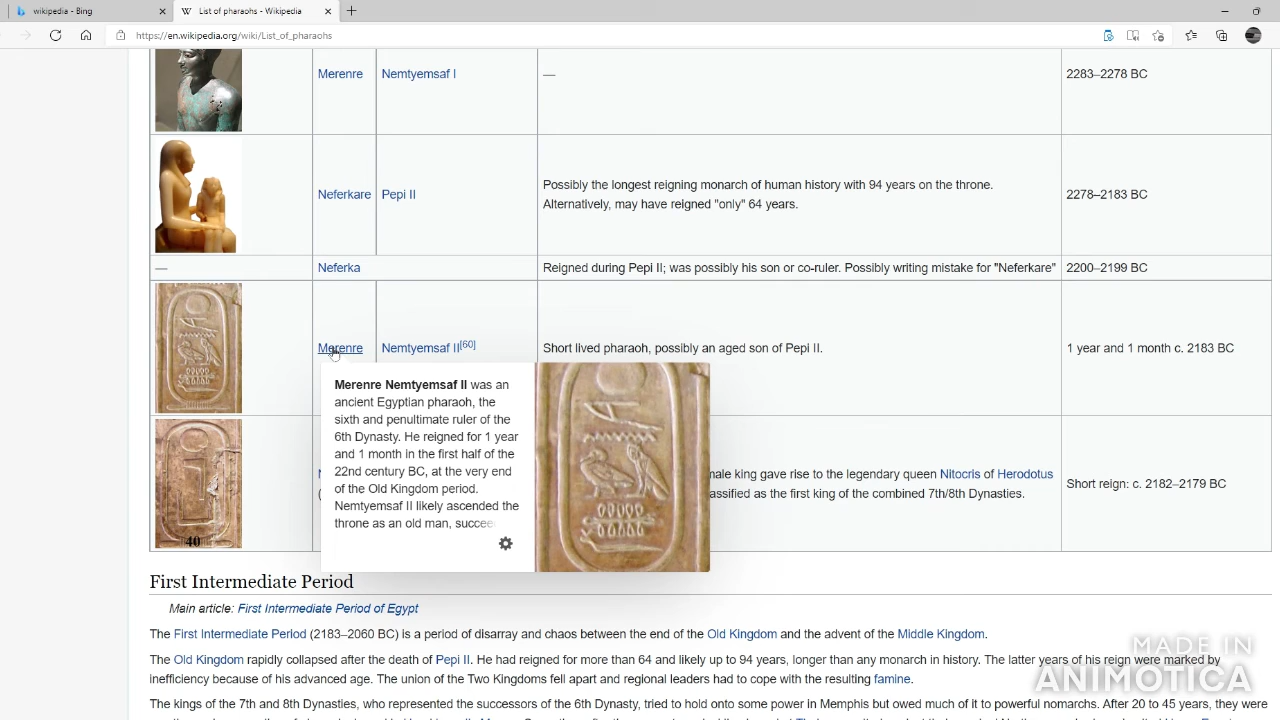 wikipedia - Bing
List of pharaohs - Wikipedia
https://en.wikipedia.org/wiki/List_of_pharaohs
Merenre Nemtyemsaf I — 2283–2278 BC
Neferkare Pepi II Possibly the longest reigning monarch of human history with 94 years on the throne.
Alternatively, may have reigned "only" 64 years. 2278–2183 BC
— Neferka Reigned during Pepi II; was possibly his son or co-ruler. Possibly writing mistake for "Neferkare" 2200–2199 BC
Merenre Nemtyemsaf II[60] Short lived pharaoh, possibly an aged son of Pepi II. 1 year and 1 month c. 2183 BC
Merenre Nemtyemsaf II was an
ancient Egyptian pharaoh, the
sixth and penultimate ruler of the
6th Dynasty. He reigned for 1 year
and 1 month in the first half of the
22nd century BC, at the very end
of the Old Kingdom period.
Nemtyemsaf II likely ascended the
throne as an old man,
male king gave rise to the legendary queen Nitocris of Herodotus
classified as the first king of the combined 7th/8th Dynasties.
Short reign: c. 2182–2179 BC
40
First Intermediate Period
Main article: First Intermediate Period of Egypt
The First Intermediate Period (2183–2060 BC) is a period of disarray and chaos between the end of the Old Kingdom and the advent of the Middle Kingdom.
The Old Kingdom rapidly collapsed after the death of Pepi II. He had reigned for more than 64 and likely up to 94 years, longer than any monarch in history. The latter years of his reign were marked by
inefficiency because of his advanced age. The union of the Two Kingdoms fell apart and regional leaders had to cope with the resulting famine.
The kings of the 7th and 8th Dynasties, who represented the successors of the 6th Dynasty, tried to hold onto some power in Memphis but owed much of it to powerful nomarchs. After 20 to 45 years, they were
MADE IN
ANIMOTICA